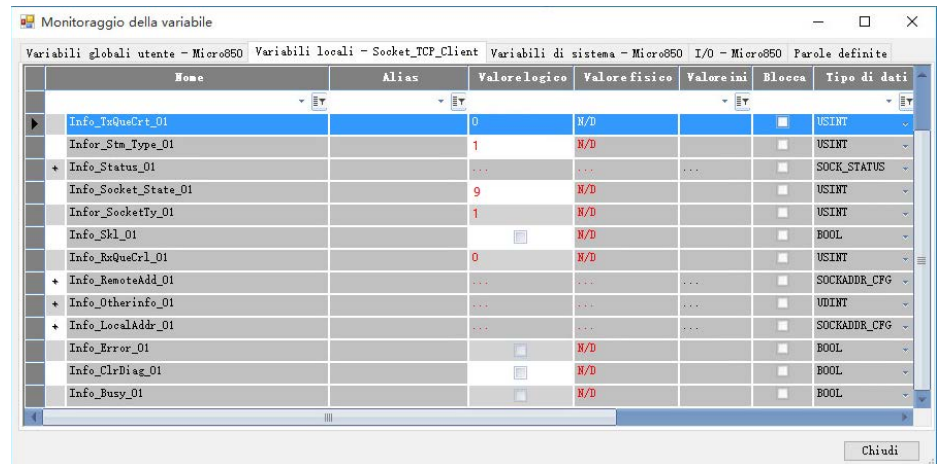 Monitoraggio della variabile
Variabili globali utente - Micro850 Variabili locali - Socket_TCP_Client Variabili di sistema - Micro850 I/O - Micro850 Parole definite
Nome Alias Valore logico Valore fisico Valore ini Blocca Tipo di dati
Info_TxQueCrt_01 0 N/D USINT
Infor_Stm_Type_01 1 N/D USINT
+ Info_Status_01 ... ... ... SOCK_STATUS
Info_Socket_State_01 9 N/D USINT
Infor_SocketTy_01 1 N/D USINT
Info_Skl_01 N/D BOOL
Info_RxQueCrl_01 0 N/D USINT
+ Info_RemoteAdd_01 ... ... ... SOCKADDR_CFG
+ Info_Otherinfo_01 ... ... ... UDINT
+ Info_LocalAddr_01 ... ... ... SOCKADDR_CFG
Info_Error_01 N/D BOOL
Info_ClrDiag_01 N/D BOOL
Info_Busy_01 N/D BOOL
Chiudi